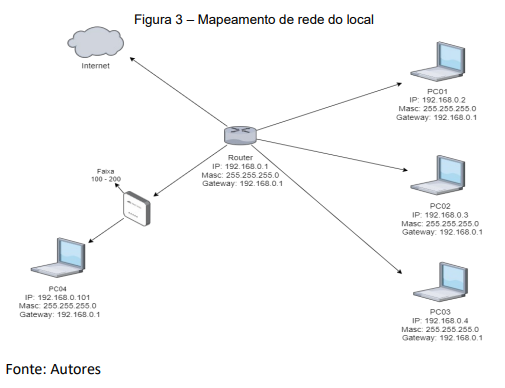 Figura 3 – Mapeamento de rede do local
Internet
PC01
IP: 192.168.0.2
Masc: 255.255.255.0
Gateway: 192.168.0.1
Router
IP: 192.168.0.1
Masc: 255.255.255.0
Gateway: 192.168.0.1
Faixa
100 - 200
PC02
IP: 192.168.0.3
Masc: 255.255.255.0
Gateway: 192.168.0.1
PC04
IP: 192.168.0.101
Masc: 255.255.255.0
Gateway: 192.168.0.1
PC03
IP: 192.168.0.4
Masc: 255.255.255.0
Gateway: 192.168.0.1
Fonte: Autores